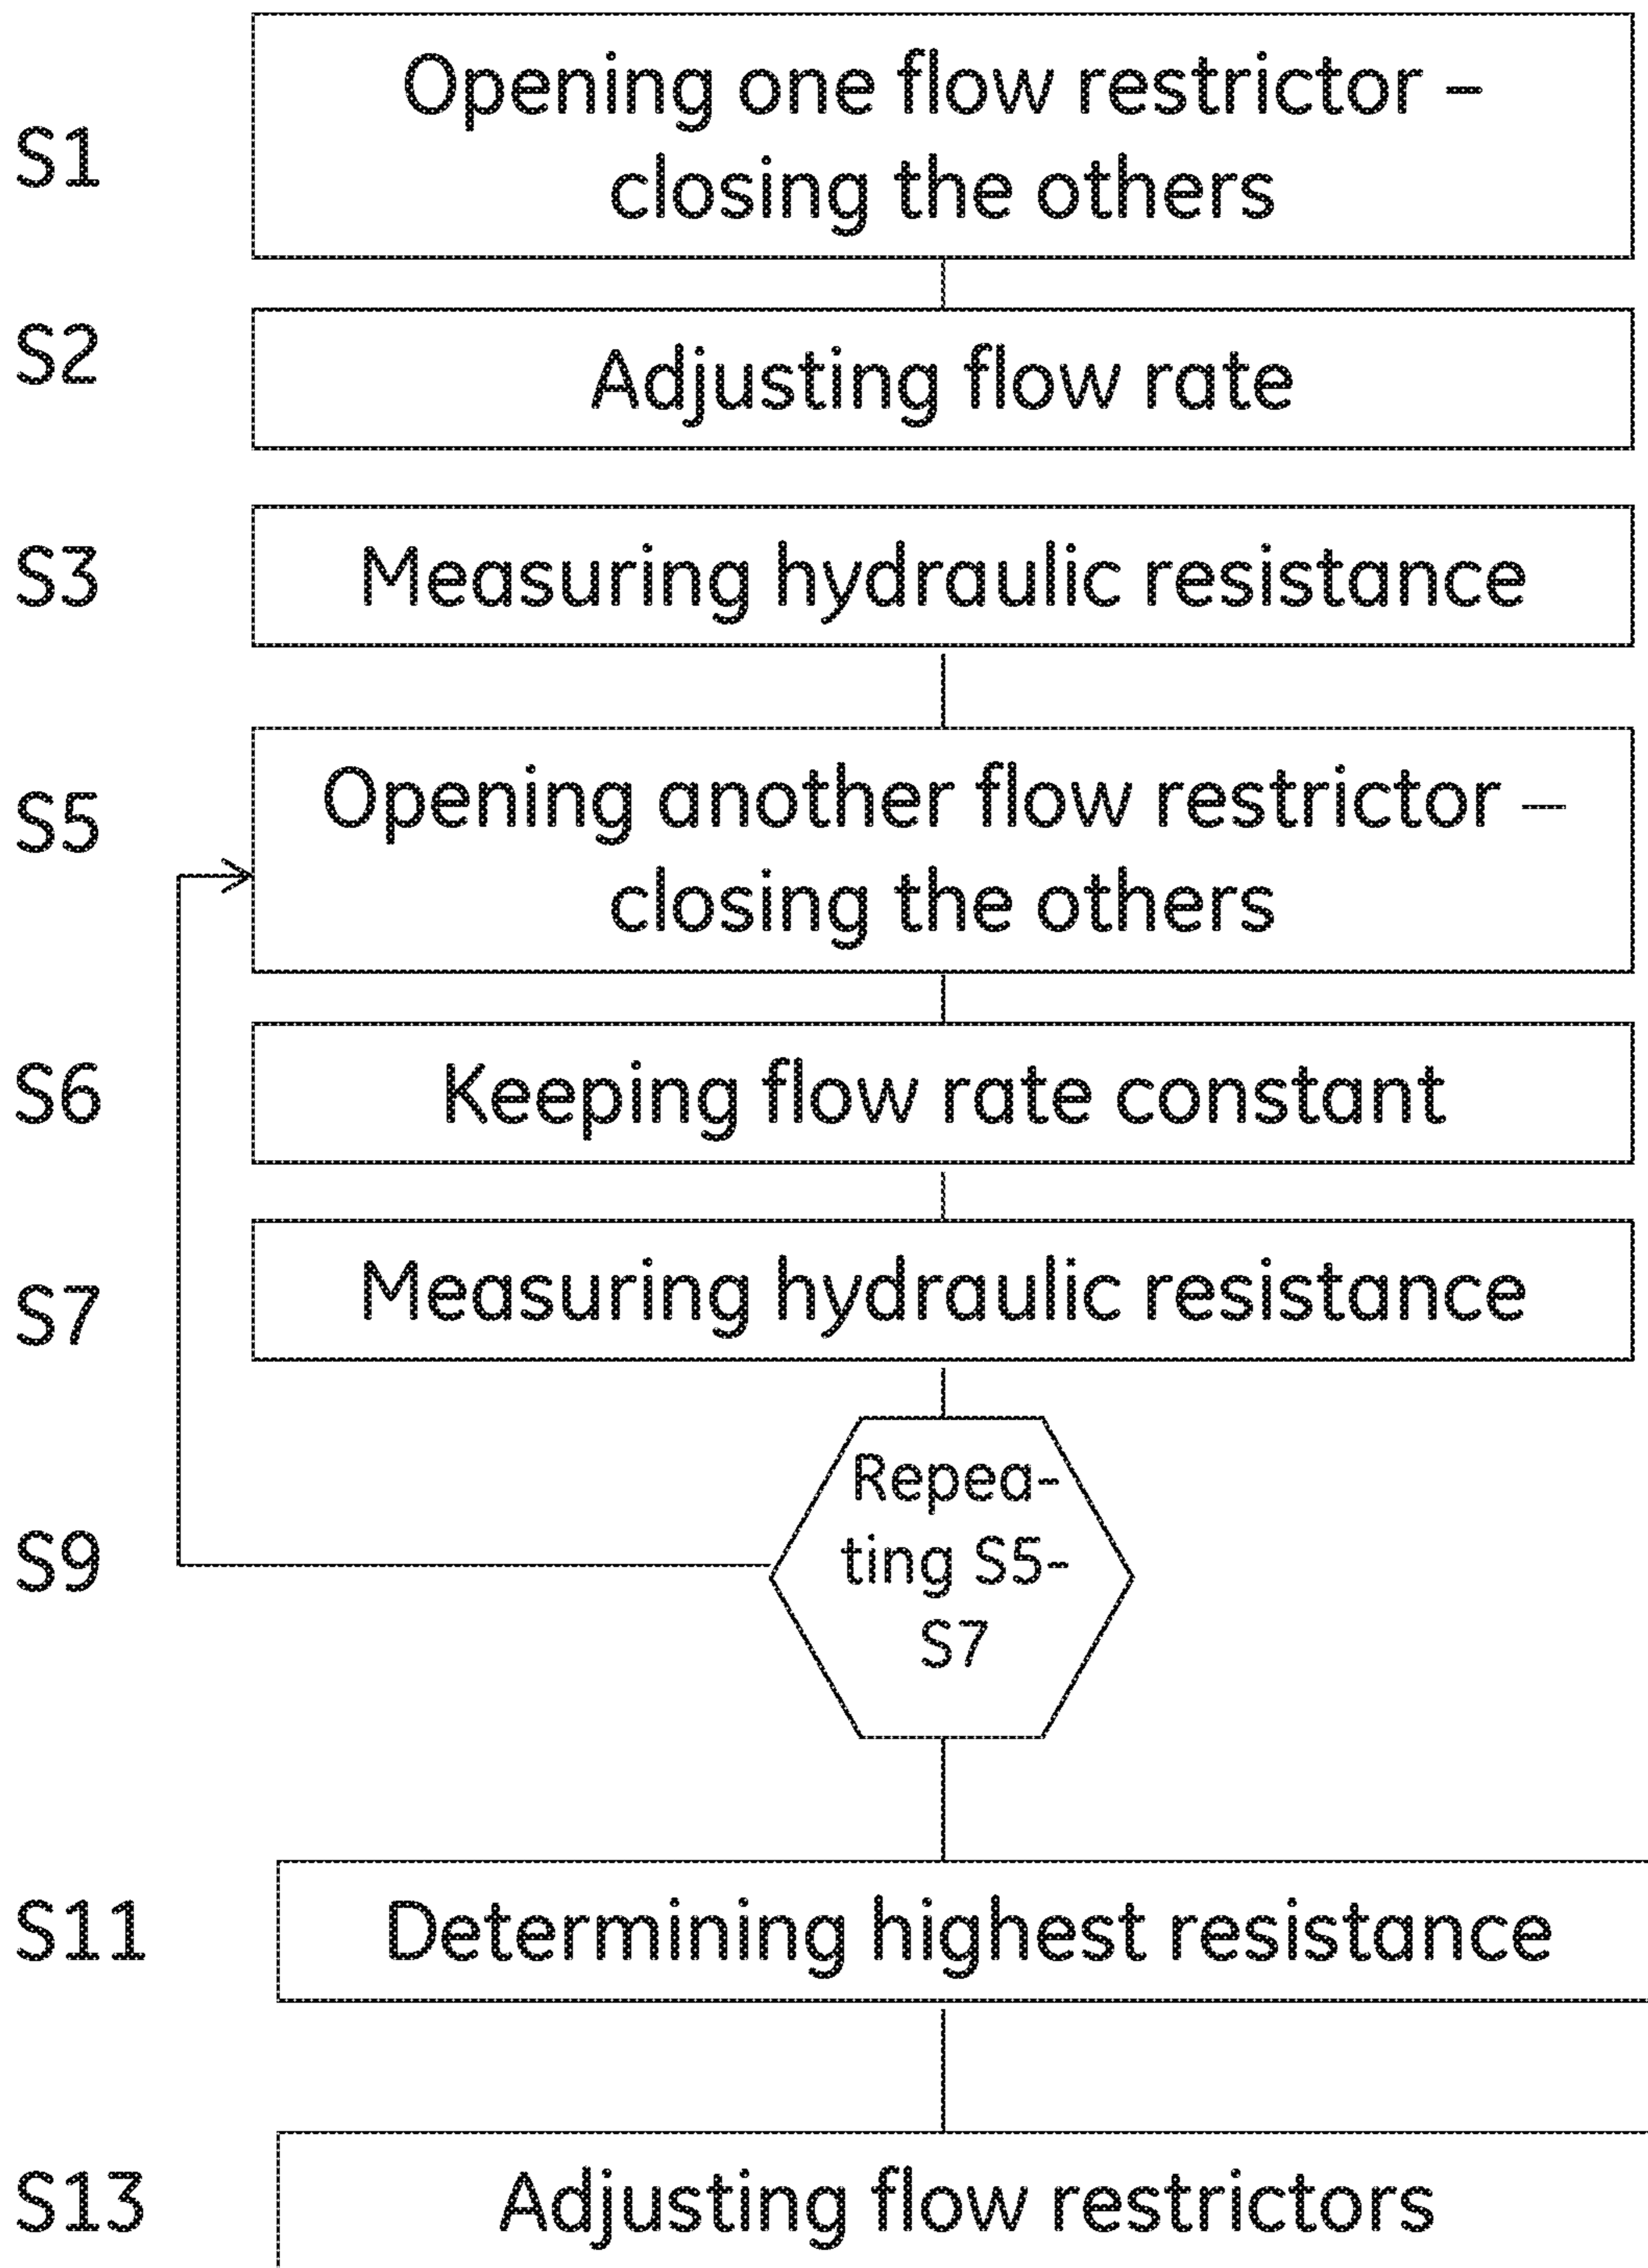 S1
Opening one flow restrictor –
closing the others
S2
Adjusting flow rate
S3
Measuring hydraulic resistance
S5
Opening another flow restrictor –
closing the others
S6
Keeping flow rate constant
S7
Measuring hydraulic resistance
S9
Repea-
ting S5-
S7
S11
Determining highest resistance
S13
Adjusting flow restrictors